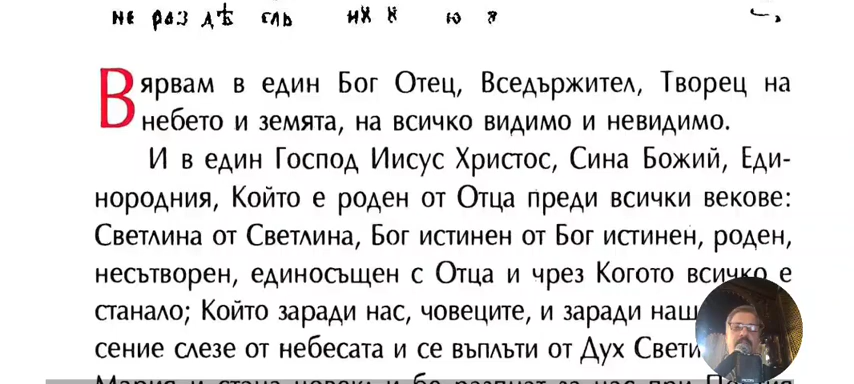 не раздѣ
Вярвам в един Бог Отец, Вседържител, Творец на
небето и земята, на всичко видимо и невидимо.
И в един Господ Иисус Христос, Сина Божий, Еди-
нородния, Който е роден от Отца преди всички векове:
Светлина от Светлина, Бог истинен от Бог истинен, роден,
несътворен, единосъщен с Отца и чрез Когото всичко е
станало; Който заради нас, човеците, и заради наш
сение слезе от небесата и се въплъти от Дух Свети